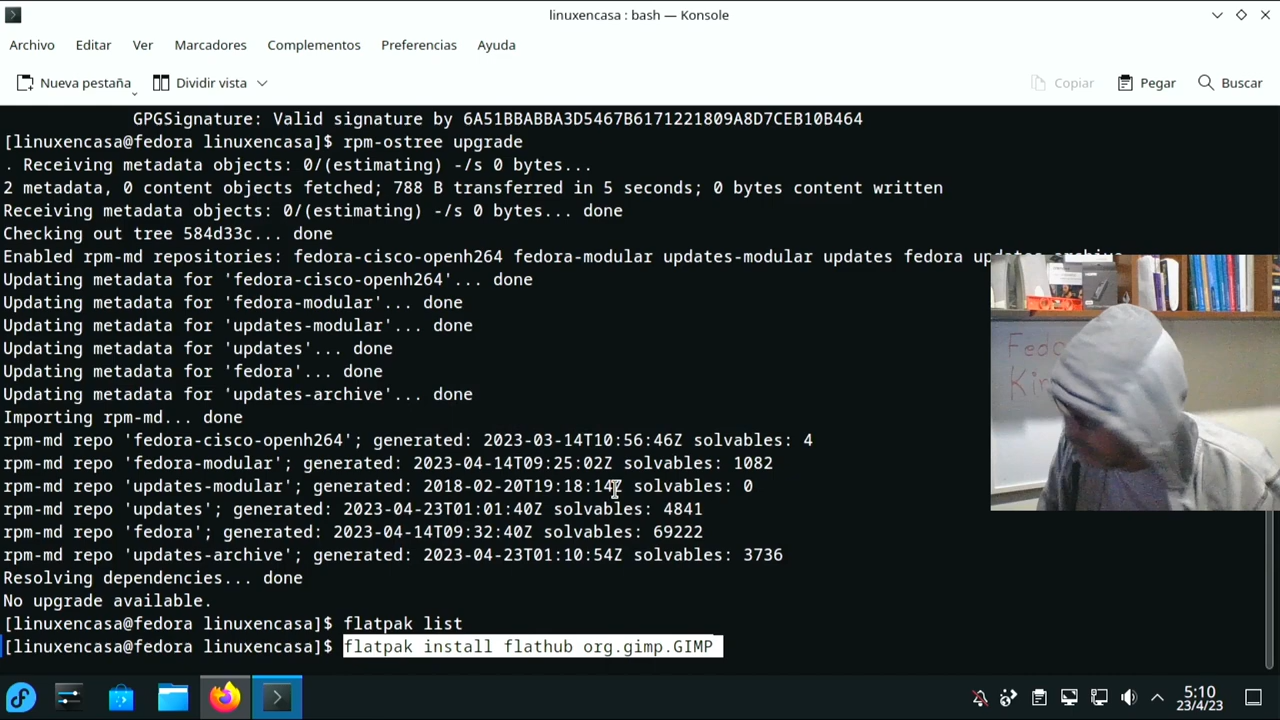 linuxencasa : bash — Konsole
Archivo Editar Ver Marcadores Complementos Preferencias Ayuda
Nueva pestaña Dividir vista Copiar Pegar Buscar
GPGSignature: Valid signature by 6A51BBABBA3D5467B6171221809A8D7CEB10B464
[linuxencasa@fedora linuxencasa]$ rpm-ostree upgrade
. Receiving metadata objects: 0/(estimating) -/s 0 bytes...
2 metadata, 0 content objects fetched; 788 B transferred in 5 seconds; 0 bytes content written
Receiving metadata objects: 0/(estimating) -/s 0 bytes... done
Checking out tree 584d33c... done
Enabled rpm-md repositories: fedora-cisco-openh264 fedora-modular updates-modular updates fedora updates-archive
Updating metadata for 'fedora-cisco-openh264'... done
Updating metadata for 'fedora-modular'... done
Updating metadata for 'updates-modular'... done
Updating metadata for 'updates'... done
Updating metadata for 'fedora'... done
Updating metadata for 'updates-archive'... done
Importing rpm-md... done
rpm-md repo 'fedora-cisco-openh264'; generated: 2023-03-14T10:56:46Z solvables: 4
rpm-md repo 'fedora-modular'; generated: 2023-04-14T09:25:02Z solvables: 1082
rpm-md repo 'updates-modular'; generated: 2018-02-20T19:18:14Z solvables: 0
rpm-md repo 'updates'; generated: 2023-04-23T01:01:40Z solvables: 4841
rpm-md repo 'fedora'; generated: 2023-04-14T09:32:40Z solvables: 69222
rpm-md repo 'updates-archive'; generated: 2023-04-23T01:10:54Z solvables: 3736
Resolving dependencies... done
No upgrade available.
[linuxencasa@fedora linuxencasa]$ flatpak list
[linuxencasa@fedora linuxencasa]$ flatpak install flathub org.gimp.GIMP
Fedo
Kin
5:10
23/4/23